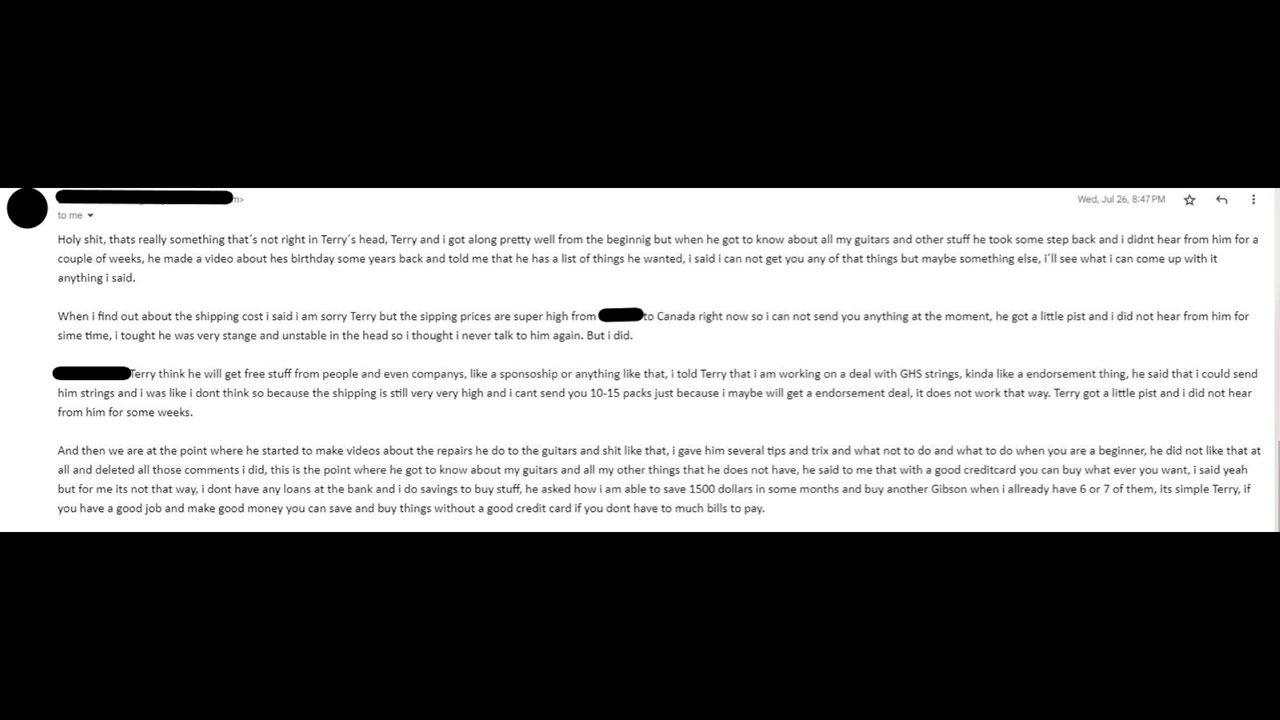 m>
Wed, Jul 26, 8:47 PM
to me
Holy shit, thats really something that´s not right in Terry´s head, Terry and i got along pretty well from the beginnig but when he got to know about all my guitars and other stuff he took some step back and i didnt hear from him for a
couple of weeks, he made a video about hes birthday some years back and told me that he has a list of things he wanted, i said i can not get you any of that things but maybe something else, i´ll see what i can come up with it
anything i said.
When i find out about the shipping cost i said i am sorry Terry but the sipping prices are super high from to Canada right now so i can not send you anything at the moment, he got a little pist and i did not hear from him for
sime time, i tought he was very stange and unstable in the head so i thought i never talk to him again. But i did.
Terry think he will get free stuff from people and even companys, like a sponsoship or anything like that, i told Terry that i am working on a deal with GHS strings, kinda like a endorsement thing, he said that i could send
him strings and i was like i dont think so because the shipping is still very very high and i cant send you 10-15 packs just because i maybe will get a endorsement deal, it does not work that way. Terry got a little pist and i did not hear
from him for some weeks.
And then we are at the point where he started to make videos about the repairs he do to the guitars and shit like that, i gave him several tips and trix and what not to do and what to do when you are a beginner, he did not like that at
all and deleted all those comments i did, this is the point where he got to know about my guitars and all my other things that he does not have, he said to me that with a good creditcard you can buy what ever you want, i said yeah
but for me its not that way, i dont have any loans at the bank and i do savings to buy stuff, he asked how i am able to save 1500 dollars in some months and buy another Gibson when i allready have 6 or 7 of them, its simple Terry, if
you have a good job and make good money you can save and buy things without a good credit card if you dont have to much bills to pay.